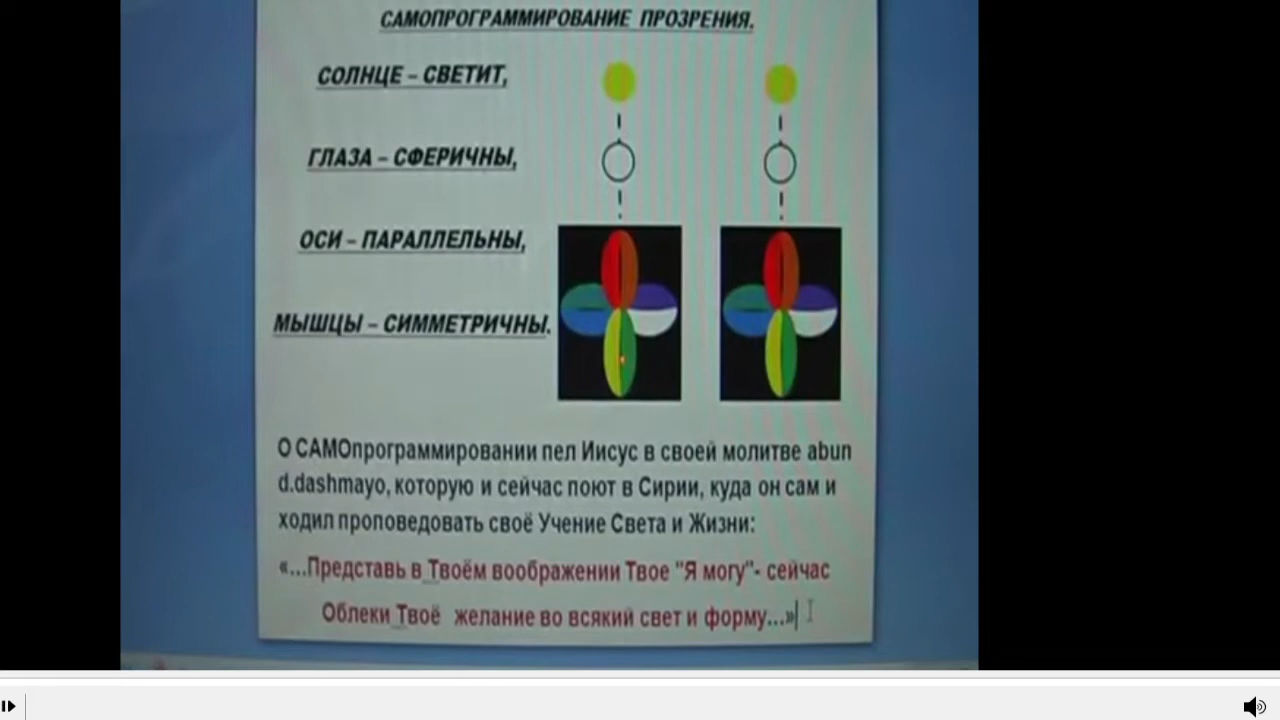 САМОПРОГРАММИРОВАНИЕ ПРОЗРЕНИЯ.
СОЛНЦЕ – СВЕТИТ,
ГЛАЗА – СФЕРИЧНЫ,
ОСИ – ПАРАЛЛЕЛЬНЫ,
МЫШЦЫ – СИММЕТРИЧНЫ.
О САМОпрограммировании пел Иисус в своей молитве abun
d.dashmayo, которую и сейчас поют в Сирии, куда он сам и
ходил проповедовать своё Учение Света и Жизни:
«...Представь в Твоём воображении Твое "Я могу"- сейчас
Облеки Твоё желание во всякий свет и форму...»